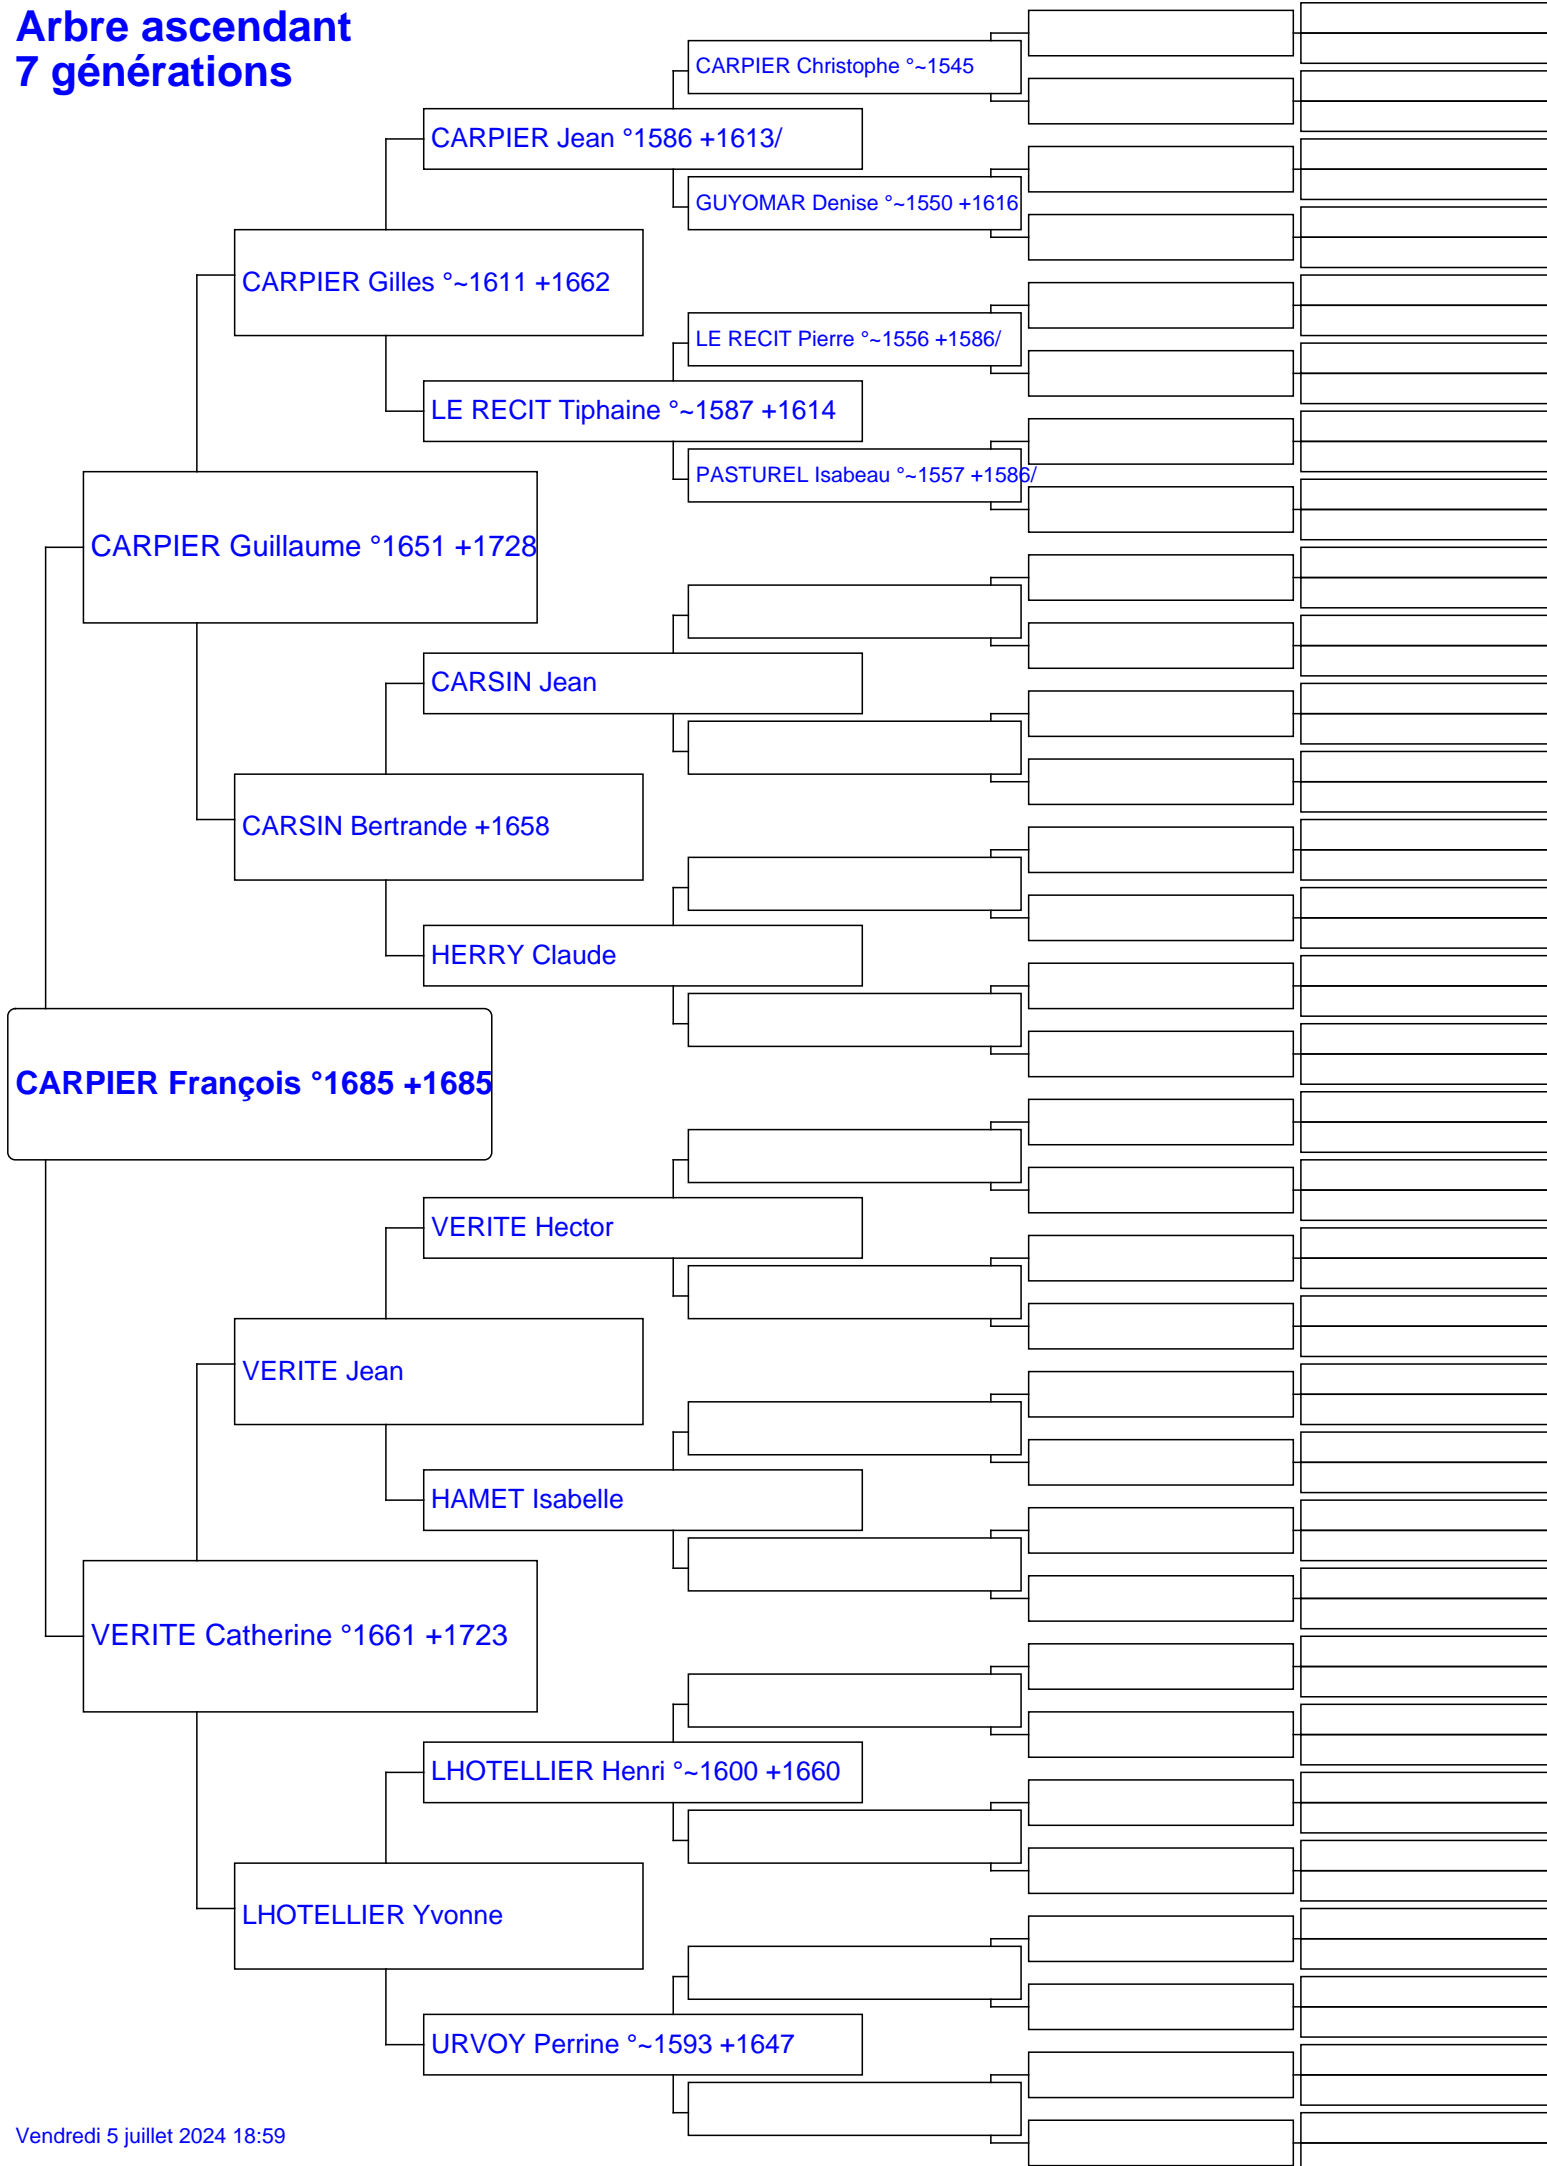 Arbre ascendant
7 générations
CARPIER Christophe °~1545
CARPIER Jean °1586 +1613/
GUYOMAR Denise °~1550 +1616
CARPIER Gilles °~1611 +1662
LE RECIT Pierre °~1556 +1586/
LE RECIT Tiphaine °~1587 +1614
PASTUREL Isabeau °~1557 +1586/
CARPIER Guillaume °1651 +1728
CARSIN Jean
CARSIN Bertrande +1658
HERRY Claude
CARPIER François °1685 +1685
VERITE Hector
VERITE Jean
HAMET Isabelle
VERITE Catherine °1661 +1723
LHOTELLIER Henri °~1600 +1660
LHOTELLIER Yvonne
URVOY Perrine °~1593 +1647
Vendredi 5 juillet 2024 18:59